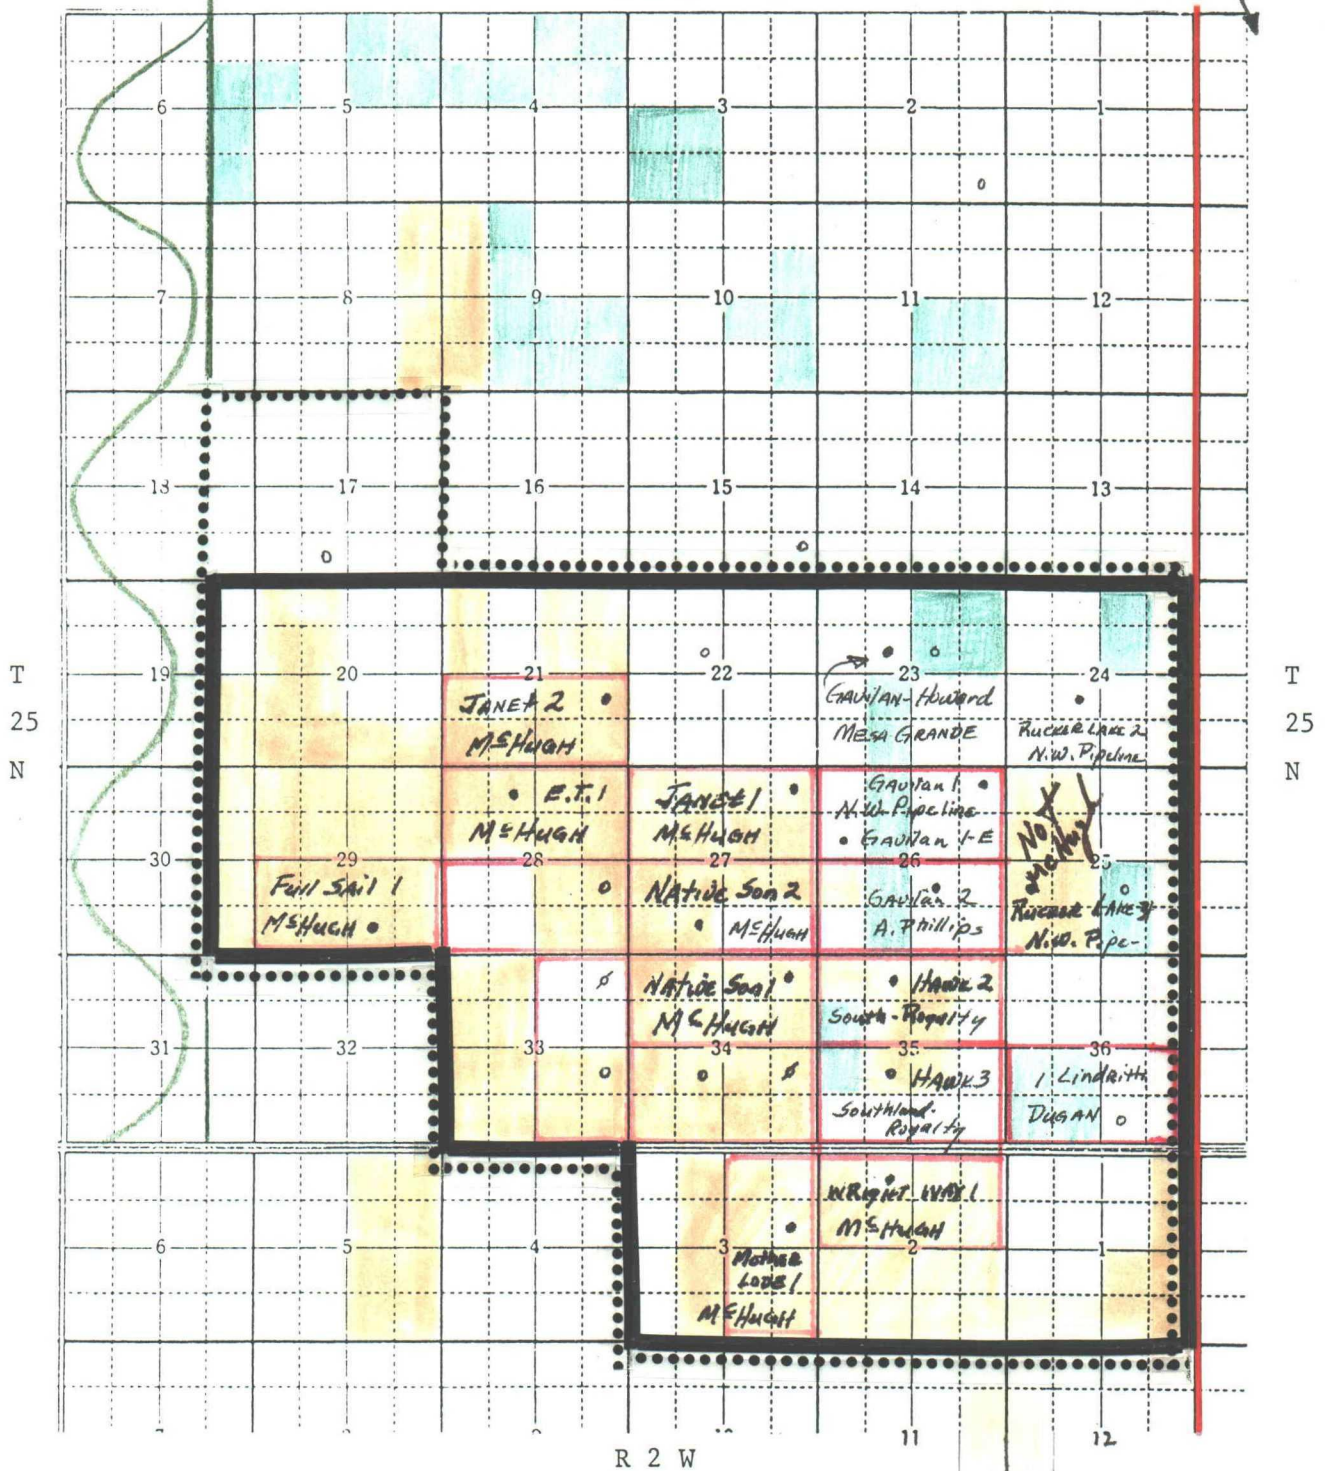 6 5 4 3 2 1
7 8 9 10 11 12
13 17 16 15 14 13
T 25 N
19 20 21 22 23 24
T 25 N
JANET 2
McHUGH
GAVILAN-HOWARD
MESA GRANDE
RUCKER LAKE 2
N.W. Pipeline
E.T. 1
McHUGH
JANET 1
McHUGH
GAVILAN 1
N.W. Pipeline
GAVILAN 1-E
NOT
McHugh
30 29 28 27 26 25
Full SAil 1
McHUGH
NATIVE SON 2
McHUGH
GAVILAN 2
A. Phillips
RUCKER LAKE 3
N.W. Pipe-
NATIVE SON 1
McHUGH
HAWK 2
South-Royalty
31 32 33 34 35 36
HAWK 3
Southland-
Royalty
1 Lindrith
DUGAN
WRIGHT WAY 1
McHUGH
6 5 4 3 2 1
MOTHER
LODE 1
McHUGH
11 12
R 2 W